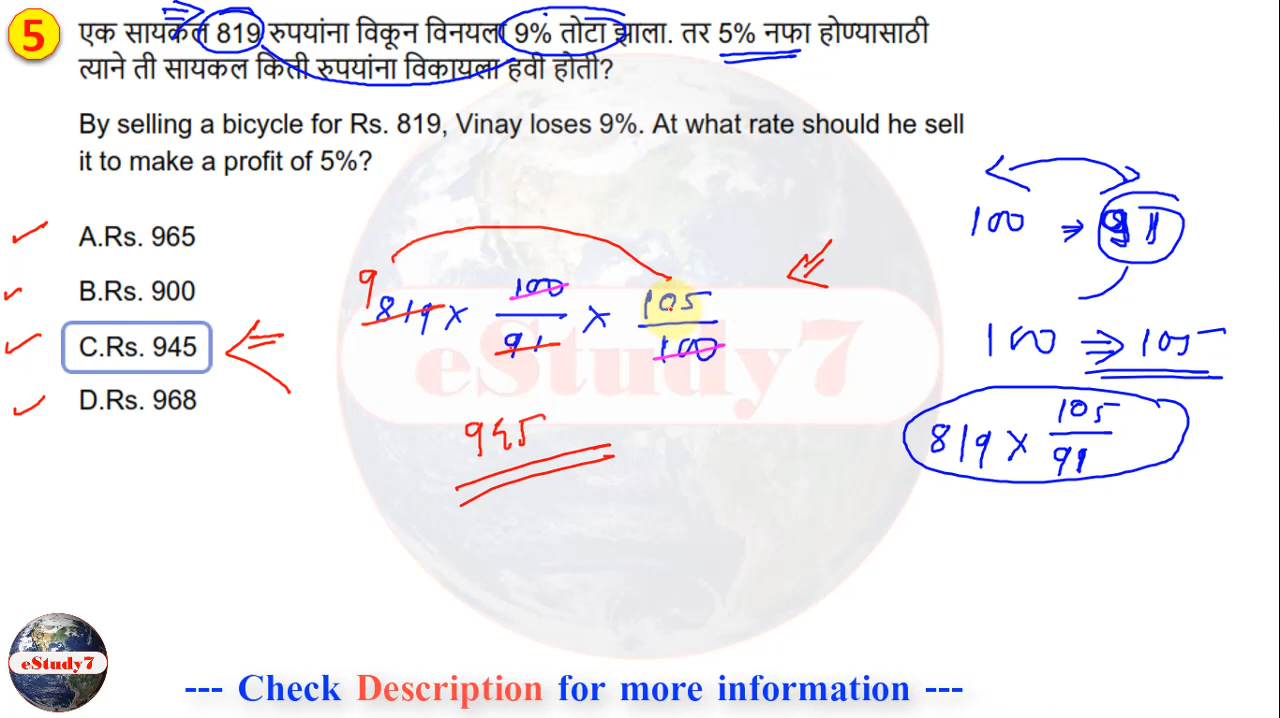 5
एक सायकल 819 रुपयांना विकून विनयला 9% तोटा झाला. तर 5% नफा होण्यासाठी
त्याने ती सायकल किती रुपयांना विकायला हवी होती?
By selling a bicycle for Rs. 819, Vinay loses 9%. At what rate should he sell
it to make a profit of 5%?
A.Rs. 965
B.Rs. 900
C.Rs. 945
D.Rs. 968
9
819 × 100/91 × 105/100
945
100 ⇒ 91
100 ⇒ 105
819 × 105/91
eStudy7
eStudy7
--- Check Description for more information ---